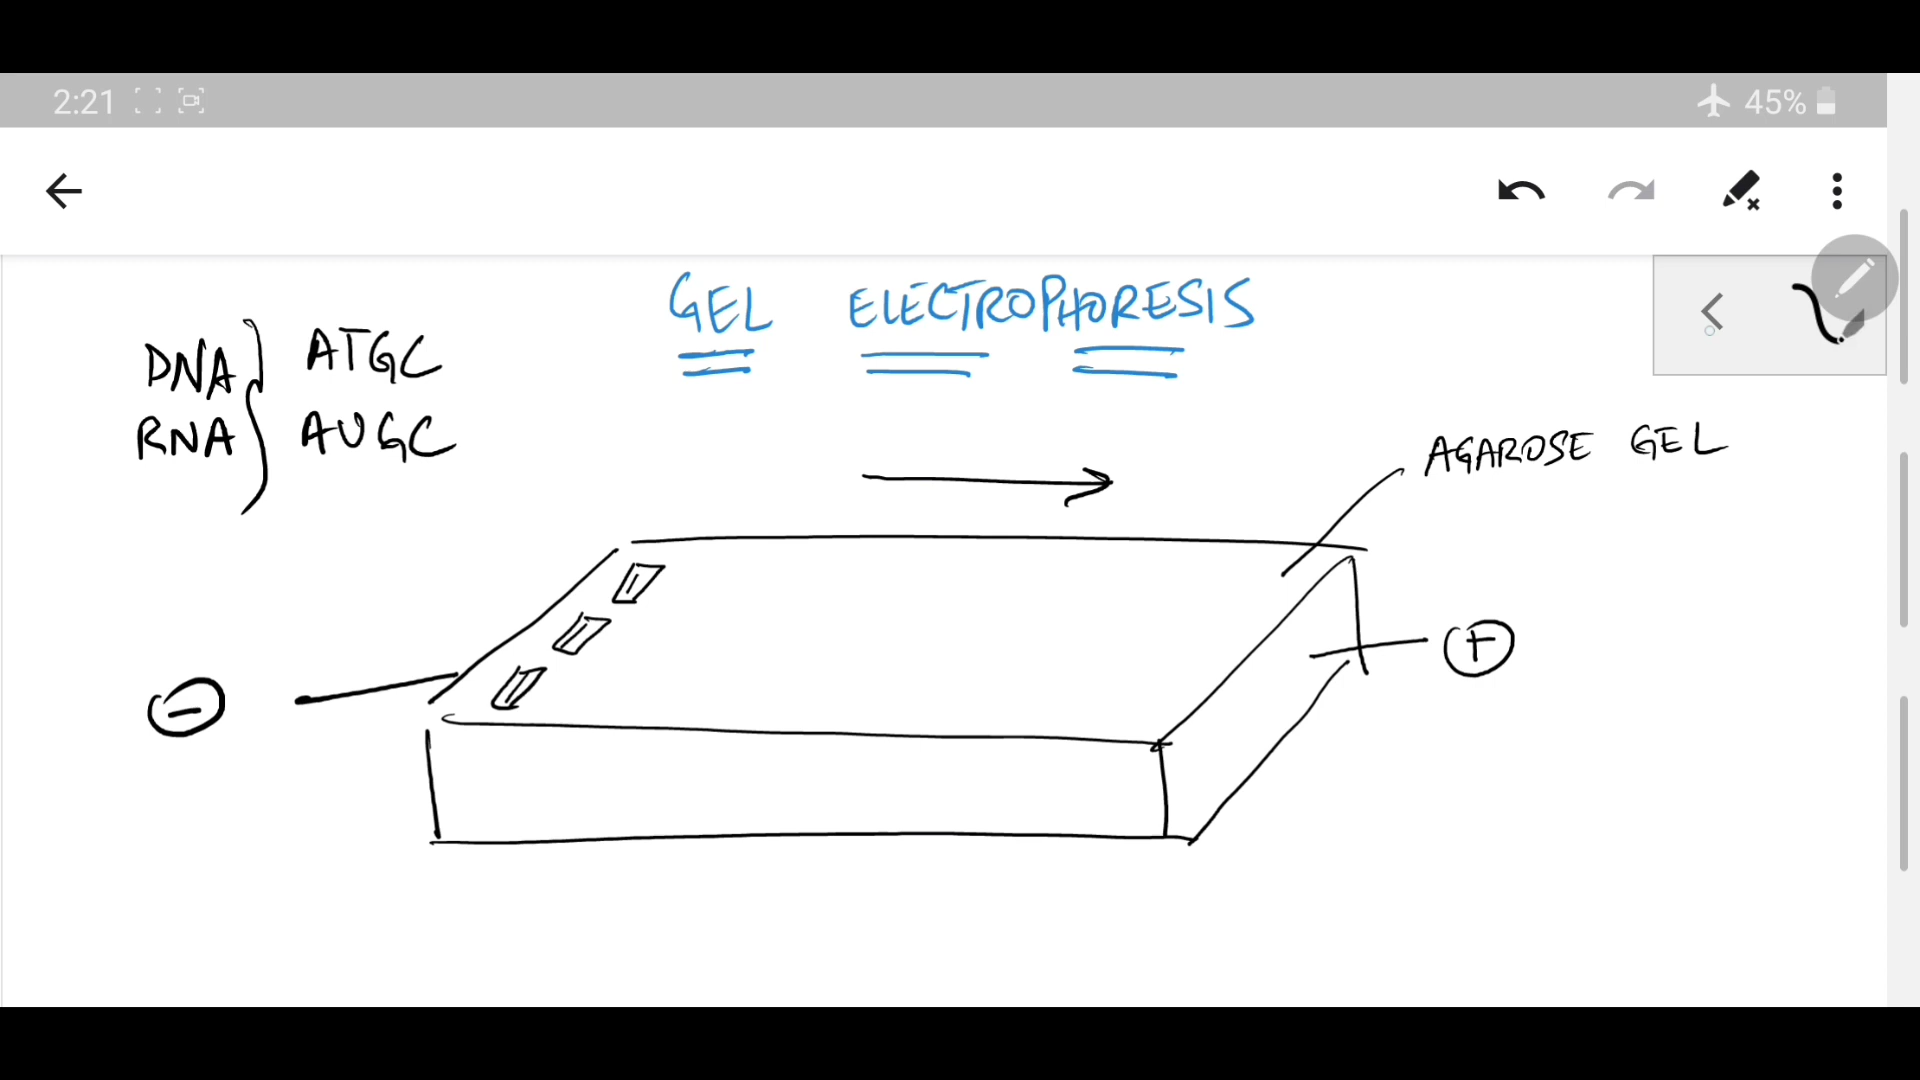 2:21
45%
GEL ELECTROPHORESIS
DNA } ATGC
RNA } AUGC
AGAROSE GEL
+
-